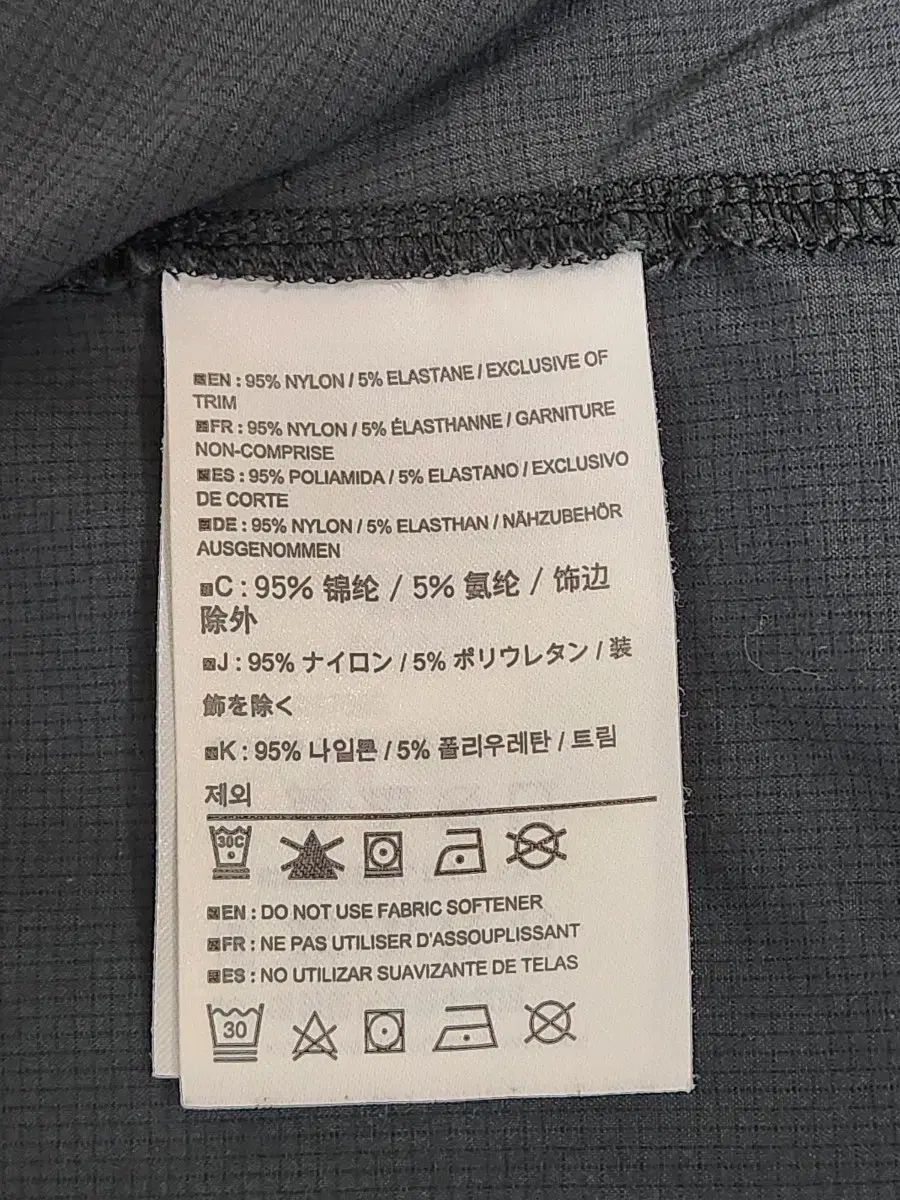 EN : 95% NYLON / 5% ELASTANE / EXCLUSIVE OF
TRIM
FR : 95% NYLON / 5% ÉLASTHANNE / GARNITURE
NON-COMPRISE
ES : 95% POLIAMIDA / 5% ELASTANO / EXCLUSIVO
DE CORTE
DE : 95% NYLON / 5% ELASTHAN / NÄHZUBEHÖR
AUSGENOMMEN
C : 95% 锦纶 / 5% 氨纶 / 饰边
除外
J : 95% ナイロン / 5% ポリウレタン / 装
飾を除く
K : 95% 나일론 / 5% 폴리우레탄 / 트림
제외
30C
EN : DO NOT USE FABRIC SOFTENER
FR : NE PAS UTILISER D'ASSOUPLISSANT
ES : NO UTILIZAR SUAVIZANTE DE TELAS
30